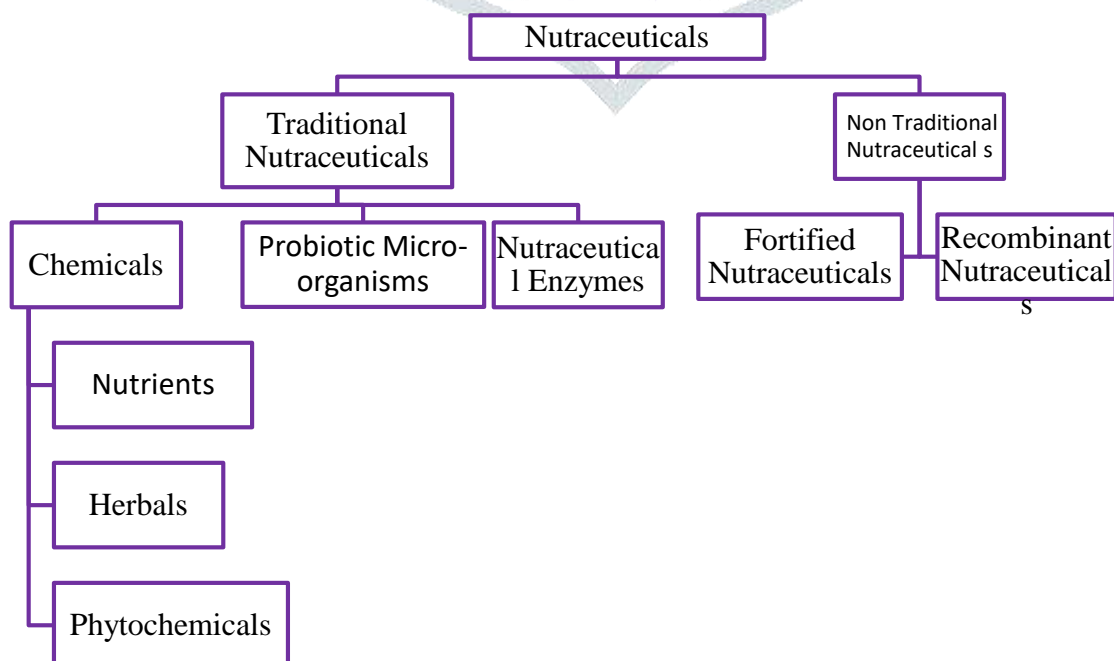 Nutraceuticals
Traditional
Nutraceuticals
Non Traditional
Nutraceutical s
Chemicals
Probiotic Micro-
organisms
Nutraceutica
l Enzymes
Fortified
Nutraceuticals
Recombinant
Nutraceutical
s
Nutrients
Herbals
Phytochemicals